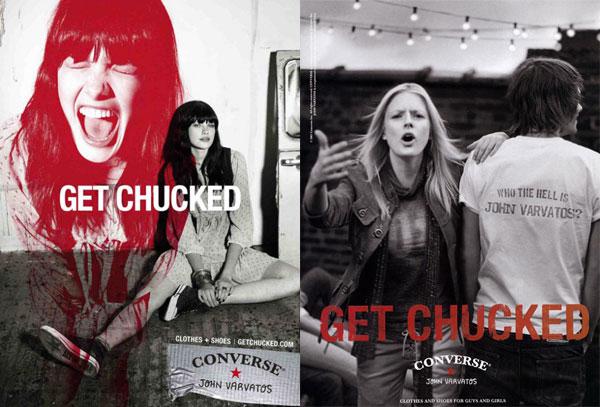 GET CHUCKED
CLOTHES + SHOES | GETCHUCKED.COM
CONVERSE®
JOHN VARVATOS
WHO THE HELL IS
JOHN VARVATOS?
GET CHUCKED
CONVERSE®
JOHN VARVATOS
CLOTHES AND SHOES FOR GUYS AND GIRLS